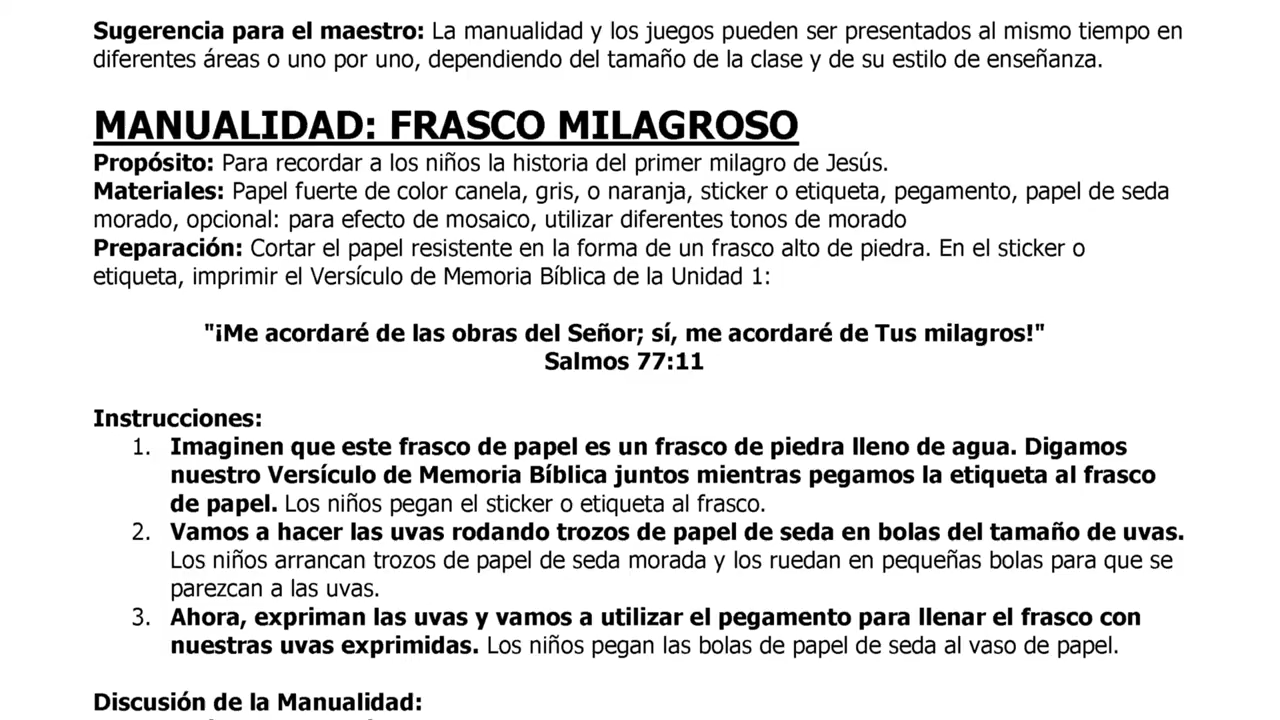 Sugerencia para el maestro: La manualidad y los juegos pueden ser presentados al mismo tiempo en
diferentes áreas o uno por uno, dependiendo del tamaño de la clase y de su estilo de enseñanza.
MANUALIDAD: FRASCO MILAGROSO
Propósito: Para recordar a los niños la historia del primer milagro de Jesús.
Materiales: Papel fuerte de color canela, gris, o naranja, sticker o etiqueta, pegamento, papel de seda
morado, opcional: para efecto de mosaico, utilizar diferentes tonos de morado
Preparación: Cortar el papel resistente en la forma de un frasco alto de piedra. En el sticker o
etiqueta, imprimir el Versículo de Memoria Bíblica de la Unidad 1:
"¡Me acordaré de las obras del Señor; sí, me acordaré de Tus milagros!"
Salmos 77:11
Instrucciones:
1. Imaginen que este frasco de papel es un frasco de piedra lleno de agua. Digamos
nuestro Versículo de Memoria Bíblica juntos mientras pegamos la etiqueta al frasco
de papel. Los niños pegan el sticker o etiqueta al frasco.
2. Vamos a hacer las uvas rodando trozos de papel de seda en bolas del tamaño de uvas.
Los niños arrancan trozos de papel de seda morada y los ruedan en pequeñas bolas para que se
parezcan a las uvas.
3. Ahora, expriman las uvas y vamos a utilizar el pegamento para llenar el frasco con
nuestras uvas exprimidas. Los niños pegan las bolas de papel de seda al vaso de papel.
Discusión de la Manualidad: